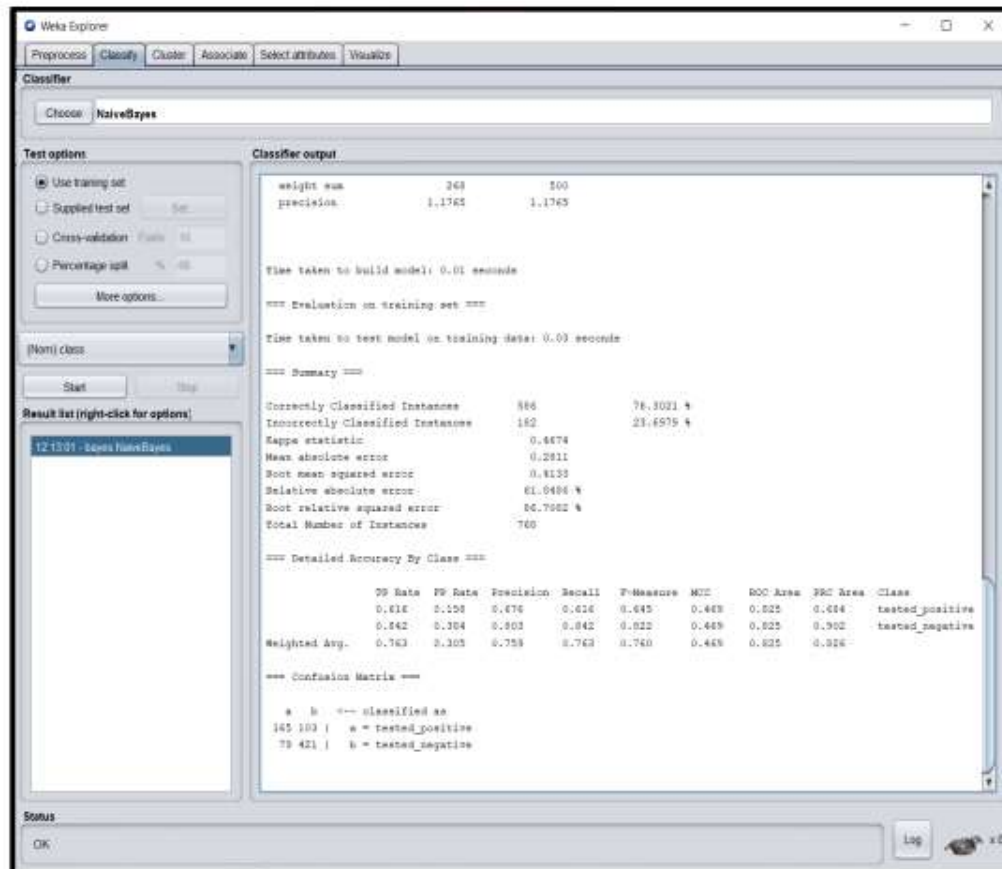 Weka Explorer
Preprocess Classify Cluster Associate Select attributes Visualize
Classifier
Choose NaiveBayes
Test options
Use training set
Supplied test set Set...
Cross-validation Folds 10
Percentage split %
More options...
(Nom) class
Start Stop
Result list (right-click for options)
12:13:01 - bayes.NaiveBayes
Classifier output
weight sum 268 500
precision 1.1765 1.1765
Time taken to build model: 0.01 seconds
=== Evaluation on training set ===
Time taken to test model on training data: 0.03 seconds
=== Summary ===
Correctly Classified Instances 586 76.3021 %
Incorrectly Classified Instances 182 23.6979 %
Kappa statistic 0.4674
Mean absolute error 0.2811
Root mean squared error 0.4133
Relative absolute error 61.8486 %
Root relative squared error 86.7082 %
Total Number of Instances 768
=== Detailed Accuracy By Class ===
TP Rate FP Rate Precision Recall F-Measure MCC ROC Area PRC Area Class
0.616 0.158 0.676 0.616 0.645 0.469 0.825 0.684 tested_positive
0.842 0.384 0.803 0.842 0.822 0.469 0.825 0.902 tested_negative
Weighted Avg. 0.763 0.305 0.759 0.763 0.760 0.469 0.825 0.826
=== Confusion Matrix ===
a b <-- classified as
165 103 | a = tested_positive
79 421 | b = tested_negative
Status
OK
Log x 0